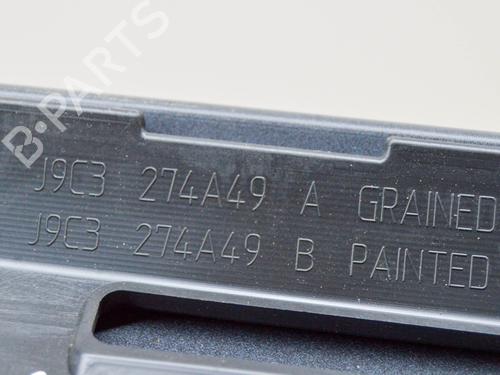 B-PARTS
J9C3 274A49 A GRAINED
J9C3 274A49 B PAINTED